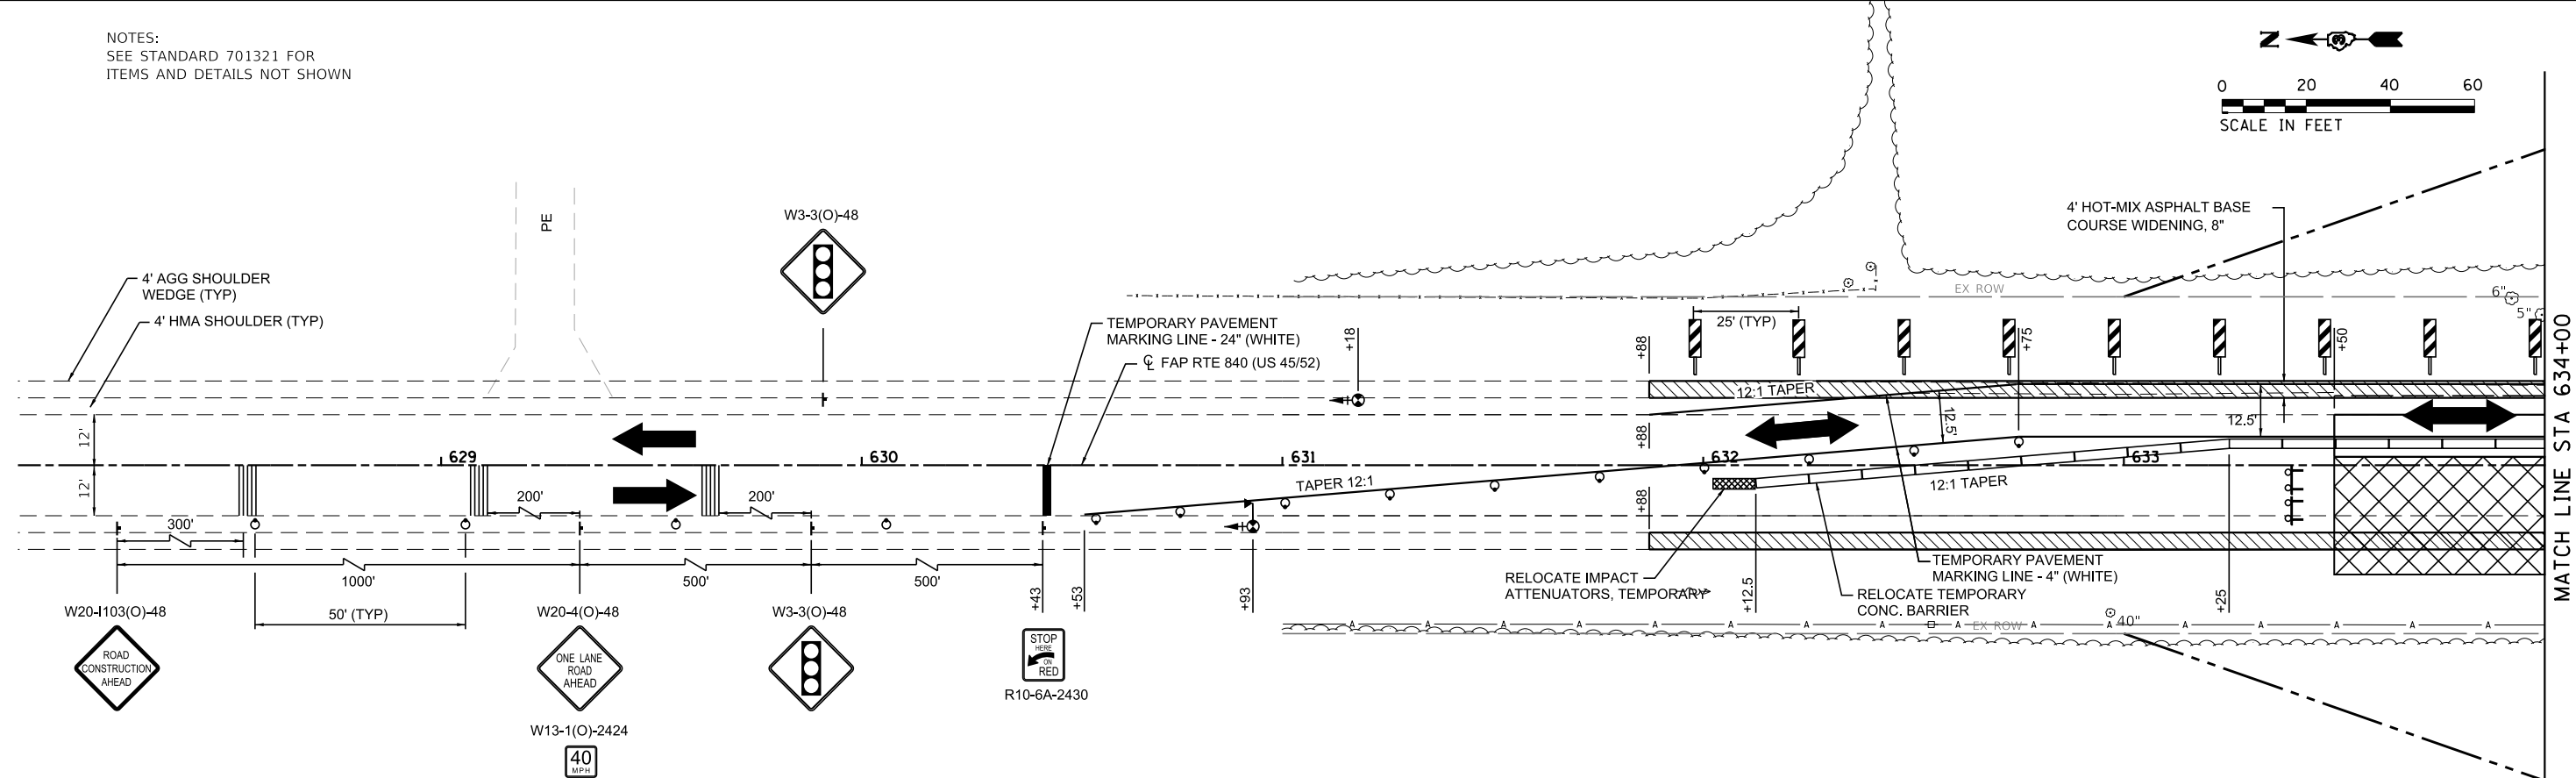 NOTES:
SEE STANDARD 701321 FOR
ITEMS AND DETAILS NOT SHOWN
N
3
0 20 40 60
SCALE IN FEET
PE
W3-3(O)-48
4' HOT-MIX ASPHALT BASE
COURSE WIDENING, 8"
4' AGG SHOULDER
WEDGE (TYP)
4' HMA SHOULDER (TYP)
EX ROW
6"
5"
TEMPORARY PAVEMENT
MARKING LINE - 24" (WHITE)
℄ FAP RTE 840 (US 45/52)
25' (TYP)
+18
+88
+75
+50
12:1 TAPER
12'
12'
+88
12.5'
12.5'
629
630
631
632
633
TAPER 12:1
12:1 TAPER
300'
200'
200'
+88
1000'
500'
500'
50' (TYP)
+43
+53
+93
+12.5
+25
RELOCATE IMPACT
ATTENUATORS, TEMPORARY
TEMPORARY PAVEMENT
MARKING LINE - 4" (WHITE)
RELOCATE TEMPORARY
CONC. BARRIER
A A A A A A A A A A A A A A A A
EX ROW
40"
MATCH LINE STA 634+00
W20-I103(O)-48
ROAD
CONSTRUCTION
AHEAD
W20-4(O)-48
ONE LANE
ROAD
AHEAD
W13-1(O)-2424
40
MPH
W3-3(O)-48
STOP
HERE
ON
RED
R10-6A-2430